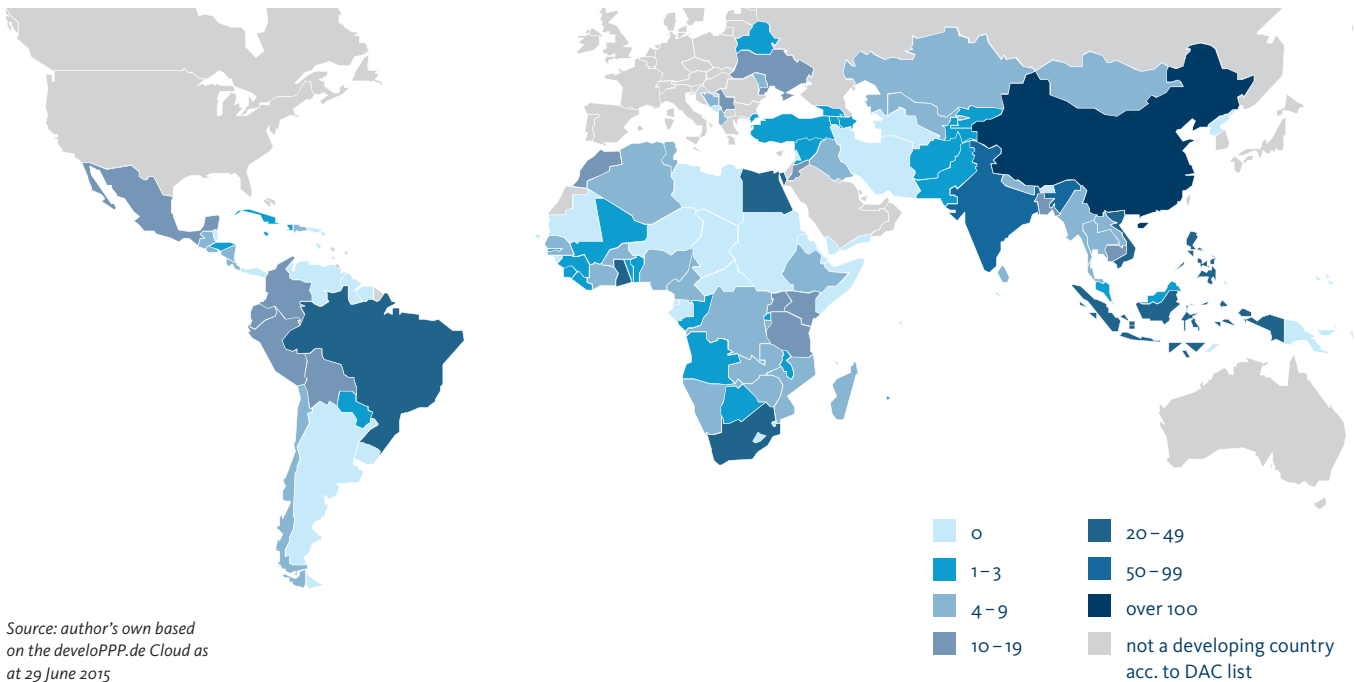 0
1–3
4–9
10–19
20–49
50–99
over 100
not a developing country
acc. to DAC list
Source: author's own based
on the develoPPP.de Cloud as
at 29 June 2015